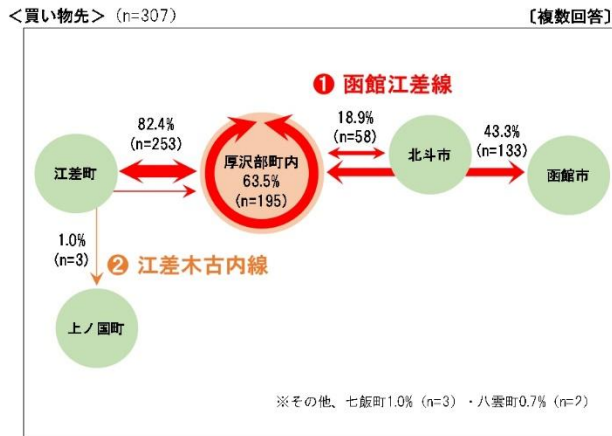 <買い物先> (n=307)
〔複数回答〕
❶ 函館江差線
82.4%
(n=253)
18.9%
(n=58)
43.3%
(n=133)
江差町
厚沢部町内
63.5%
(n=195)
北斗市
函館市
1.0%
(n=3)
❷ 江差木古内線
上ノ国町
※その他、七飯町1.0% (n=3) ・八雲町0.7% (n=2)